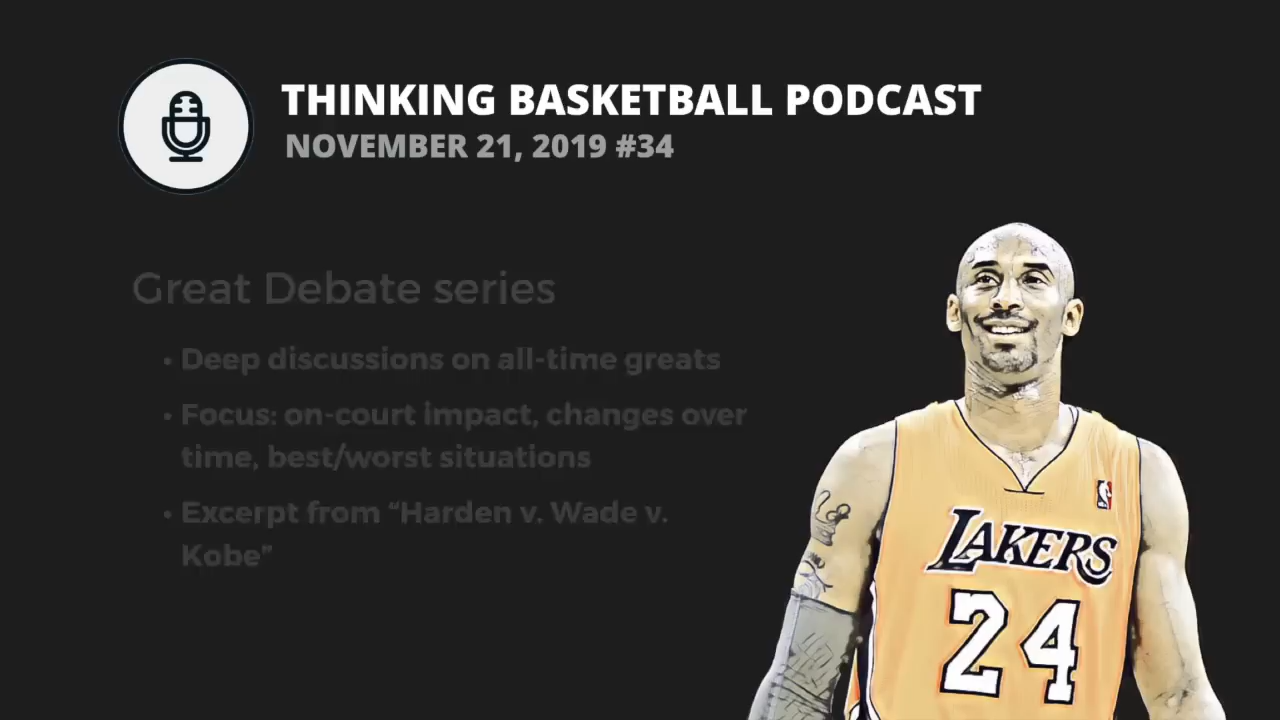 THINKING BASKETBALL PODCAST
NOVEMBER 21, 2019 #34
Great Debate series
• Deep discussions on all-time greats
• Focus: on-court impact, changes over
time, best/worst situations
• Excerpt from “Harden v. Wade v.
Kobe”
LAKERS
24